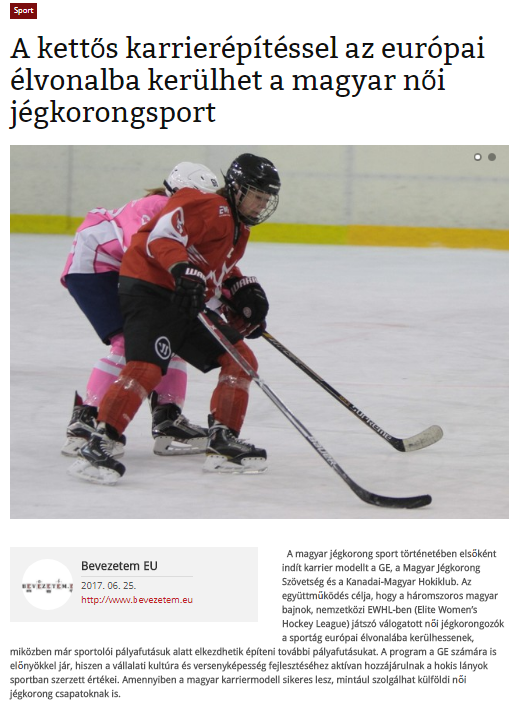 Sport
A kettős karrierépítéssel az európai
élvonalba kerülhet a magyar női
jégkorongsport
SUPREME
BEVEZETEM.EU
Bevezetem EU
2017. 06. 25.
http://www.bevezetem.eu
A magyar jégkorong sport történetében elsőként
indít karrier modellt a GE, a Magyar Jégkorong
Szövetség és a Kanadai-Magyar Hokiklub. Az
együttműködés célja, hogy a háromszoros magyar
bajnok, nemzetközi EWHL-ben (Elite Women's
Hockey League) játszó válogatott női jégkorongozók
a sportág európai élvonalába kerülhessenek,
miközben már sportolói pályafutásuk alatt elkezdhetik építeni további pályafutásukat. A program a GE számára is
előnyökkel jár, hiszen a vállalati kultúra és versenyképesség fejlesztéséhez aktívan hozzájárulnak a hokis lányok
sportban szerzett értékei. Amennyiben a magyar karriermodell sikeres lesz, mintául szolgálhat külföldi női
jégkorong csapatoknak is.